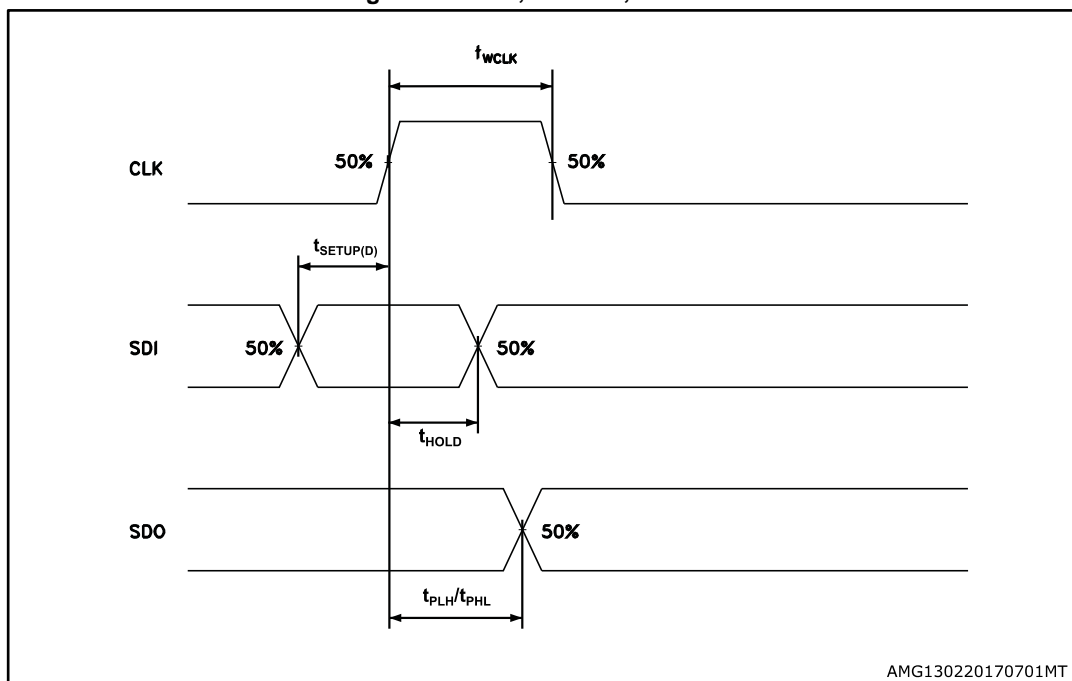 tWCLK
CLK
50%
50%
tSETUP(D)
SDI
50%
50%
tHOLD
SDO
50%
tPLH/tPHL
AMG130220170701MT